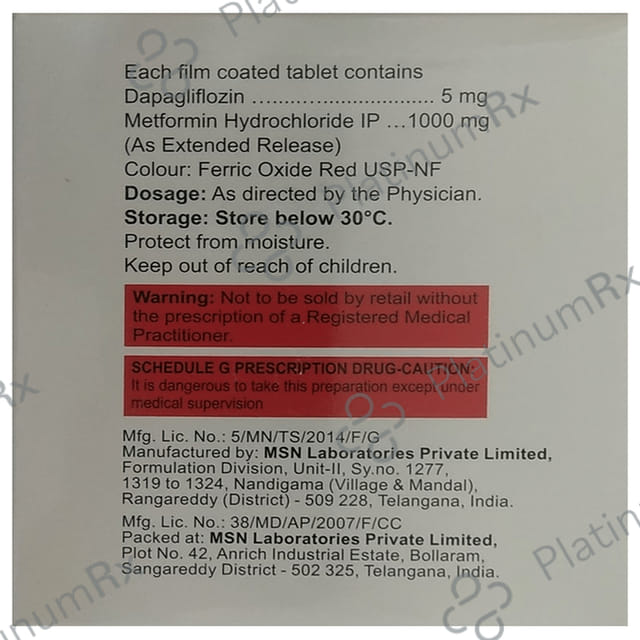 Each film coated tablet contains
Dapagliflozin ........................... 5 mg
Metformin Hydrochloride IP ...1000 mg
(As Extended Release)
Colour: Ferric Oxide Red USP-NF
Dosage: As directed by the Physician.
Storage: Store below 30°C.
Protect from moisture.
Keep out of reach of children.
Warning: Not to be sold by retail without
the prescription of a Registered Medical
Practitioner.
SCHEDULE G PRESCRIPTION DRUG-CAUTION:
It is dangerous to take this preparation except under
medical supervision
Mfg. Lic. No.: 5/MN/TS/2014/F/G
Manufactured by: MSN Laboratories Private Limited,
Formulation Division, Unit-II, Sy.no. 1277,
1319 to 1324, Nandigama (Village & Mandal),
Rangareddy (District) - 509 228, Telangana, India.
Mfg. Lic. No.: 38/MD/AP/2007/F/CC
Packed at: MSN Laboratories Private Limited,
Plot No. 42, Anrich Industrial Estate, Bollaram,
Sangareddy District - 502 325, Telangana, India.
PlatinumRx
PlatinumRx
PlatinumRx
Rx
Platin
inumRx